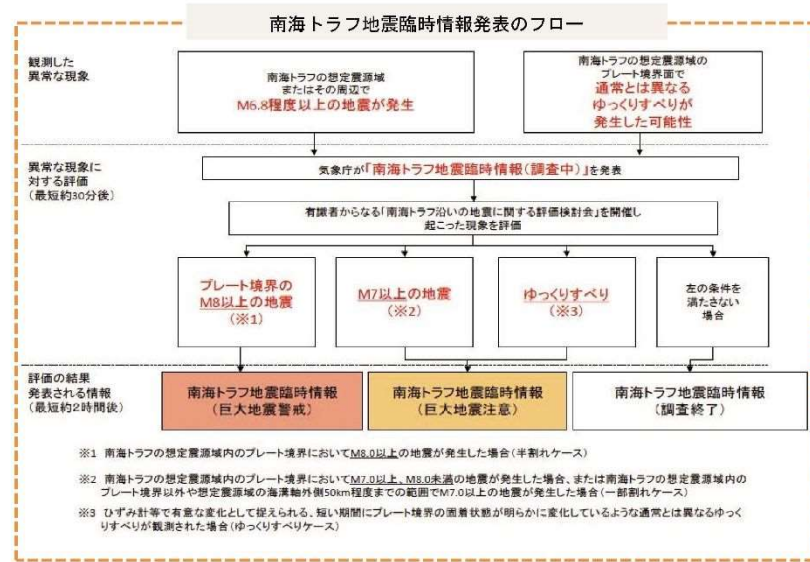 南海トラフ地震臨時情報発表のフロー
観測した
異常な現象
南海トラフの想定震源域
またはその周辺で
M6.8程度以上の地震が発生
南海トラフの想定震源域の
プレート境界面で
通常とは異なる
ゆっくりすべりが
発生した可能性
異常な現象に
対する評価
(最短約30分後)
気象庁が「南海トラフ地震臨時情報(調査中)」を発表
有識者からなる「南海トラフ沿いの地震に関する評価検討会」を開催し
起こった現象を評価
プレート境界の
M8以上の地震
(※1)
M7以上の地震
(※2)
ゆっくりすべり
(※3)
左の条件を
満たさない
場合
評価の結果
発表される情報
(最短約2時間後)
南海トラフ地震臨時情報
(巨大地震警戒)
南海トラフ地震臨時情報
(巨大地震注意)
南海トラフ地震臨時情報
(調査終了)
※1 南海トラフの想定震源域内のプレート境界においてM8.0以上の地震が発生した場合(半割れケース)
※2 南海トラフの想定震源域内のプレート境界においてM7.0以上、M8.0未満の地震が発生した場合、または南海トラフの想定震源域内の
プレート境界以外や想定震源域の海溝軸外側50km程度までの範囲でM7.0以上の地震が発生した場合(一部割れケース)
※3 ひずみ計等で有意な変化として捉えられる、短い期間にプレート境界の固着状態が明らかに変化しているような通常とは異なるゆっく
りすべりが観測された場合(ゆっくりすべりケース)